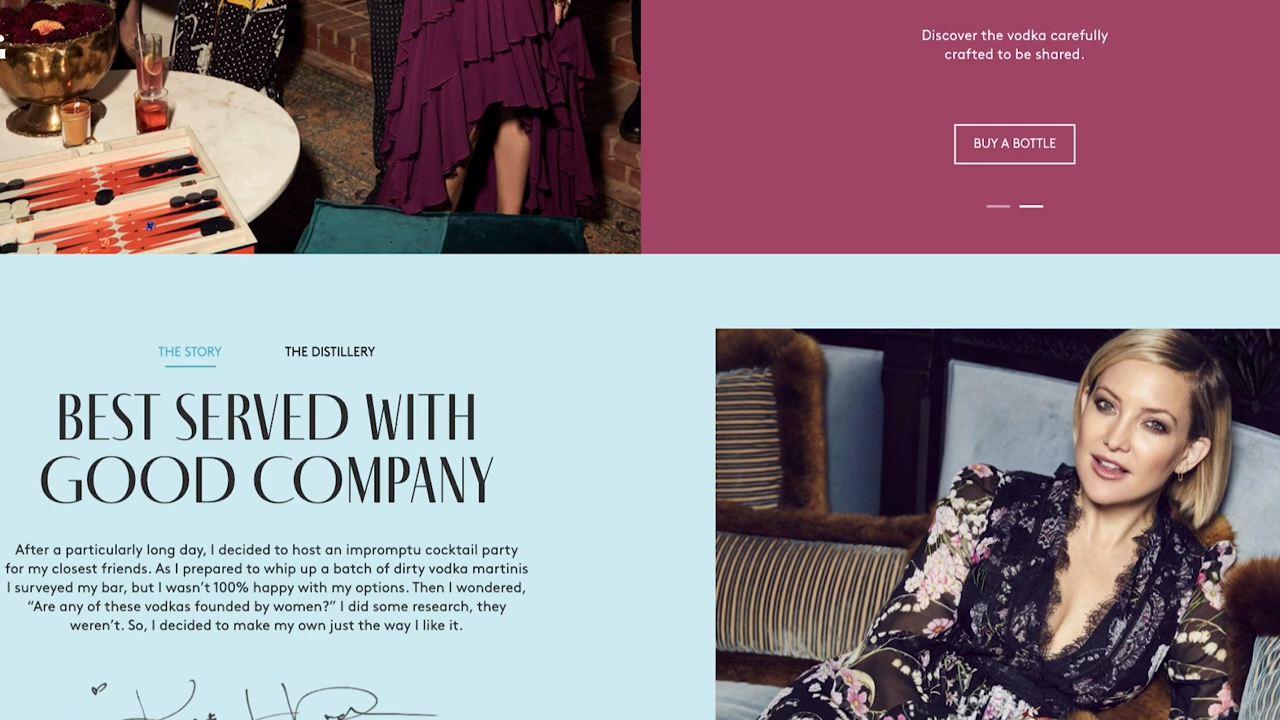 Discover the vodka carefully
crafted to be shared.
BUY A BOTTLE
THE STORY
THE DISTILLERY
BEST SERVED WITH
GOOD COMPANY
After a particularly long day, I decided to host an impromptu cocktail party
for my closest friends. As I prepared to whip up a batch of dirty vodka martinis
I surveyed my bar, but I wasn’t 100% happy with my options. Then I wondered,
“Are any of these vodkas founded by women?” I did some research, they
weren’t. So, I decided to make my own just the way I like it.